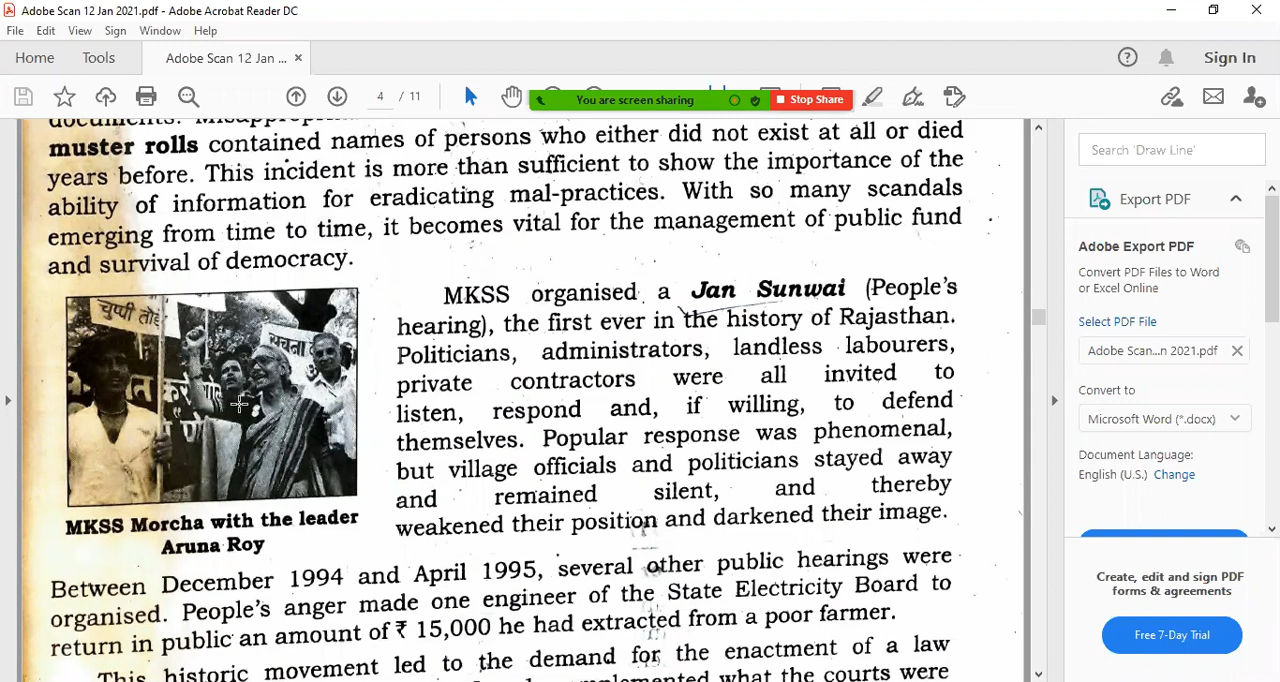 Adobe Scan 12 Jan 2021.pdf - Adobe Acrobat Reader DC
File Edit View Sign Window Help
Home Tools Adobe Scan 12 Jan ... × Sign In
4 / 11
You are screen sharing Stop Share
muster rolls contained names of persons who either did not exist at all or died
years before. This incident is more than sufficient to show the importance of the
ability of information for eradicating mal-practices. With so many scandals
emerging from time to time, it becomes vital for the management of public fund
and survival of democracy.
MKSS organised a Jan Sunwai (People's
hearing), the first ever in the history of Rajasthan.
Politicians, administrators, landless labourers,
private contractors were all invited to
listen, respond and, if willing, to defend
themselves. Popular response was phenomenal,
but village officials and politicians stayed away
and remained silent, and thereby
weakened their position and darkened their image.
चुप्पी तोड़ो
सूचना
MKSS Morcha with the leader
Aruna Roy
Between December 1994 and April 1995, several other public hearings were
organised. People's anger made one engineer of the State Electricity Board to
return in public an amount of ₹ 15,000 he had extracted from a poor farmer.
This historic movement led to the demand for the enactment of a law
what the courts were
Search 'Draw Line'
Export PDF
Adobe Export PDF
Convert PDF Files to Word
or Excel Online
Select PDF File
Adobe Scan...n 2021.pdf
Convert to
Microsoft Word (*.docx)
Document Language:
English (U.S.) Change
Create, edit and sign PDF
forms & agreements
Free 7-Day Trial